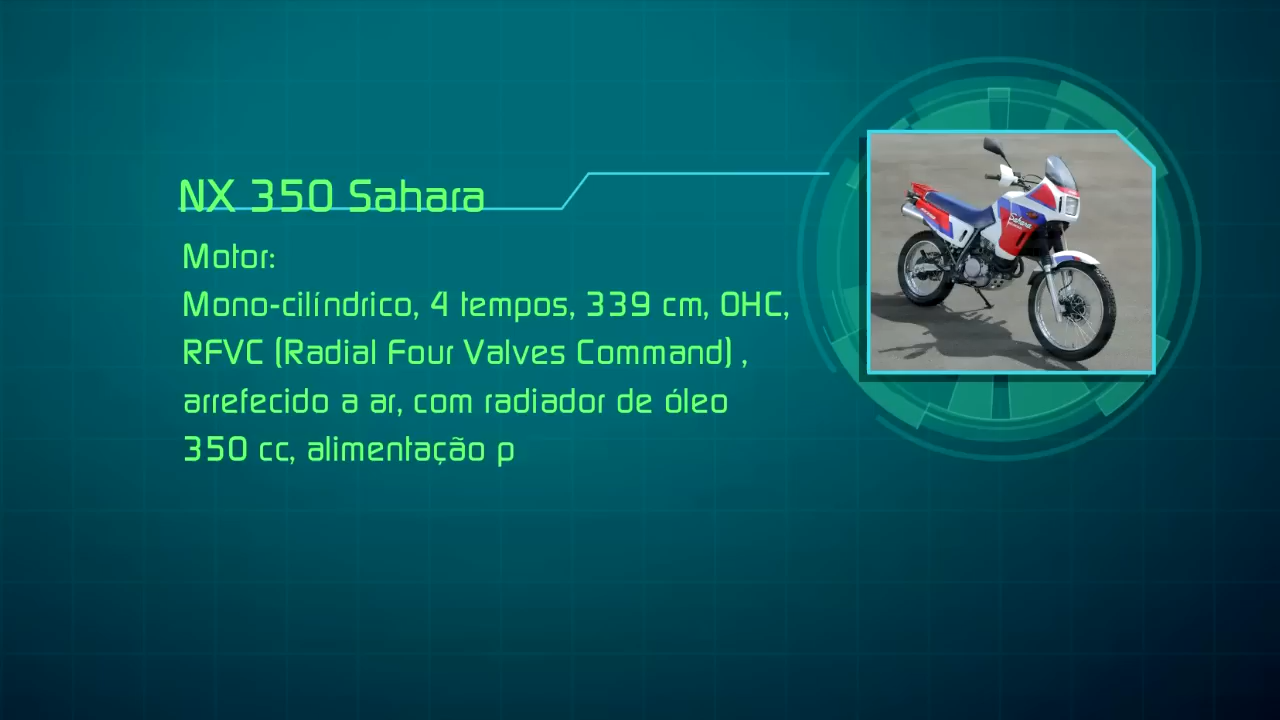 NX 350 Sahara
Motor:
Mono-cilíndrico, 4 tempos, 339 cm, OHC,
RFVC (Radial Four Valves Command) ,
arrefecido a ar, com radiador de óleo
350 cc, alimentação p
Sahara